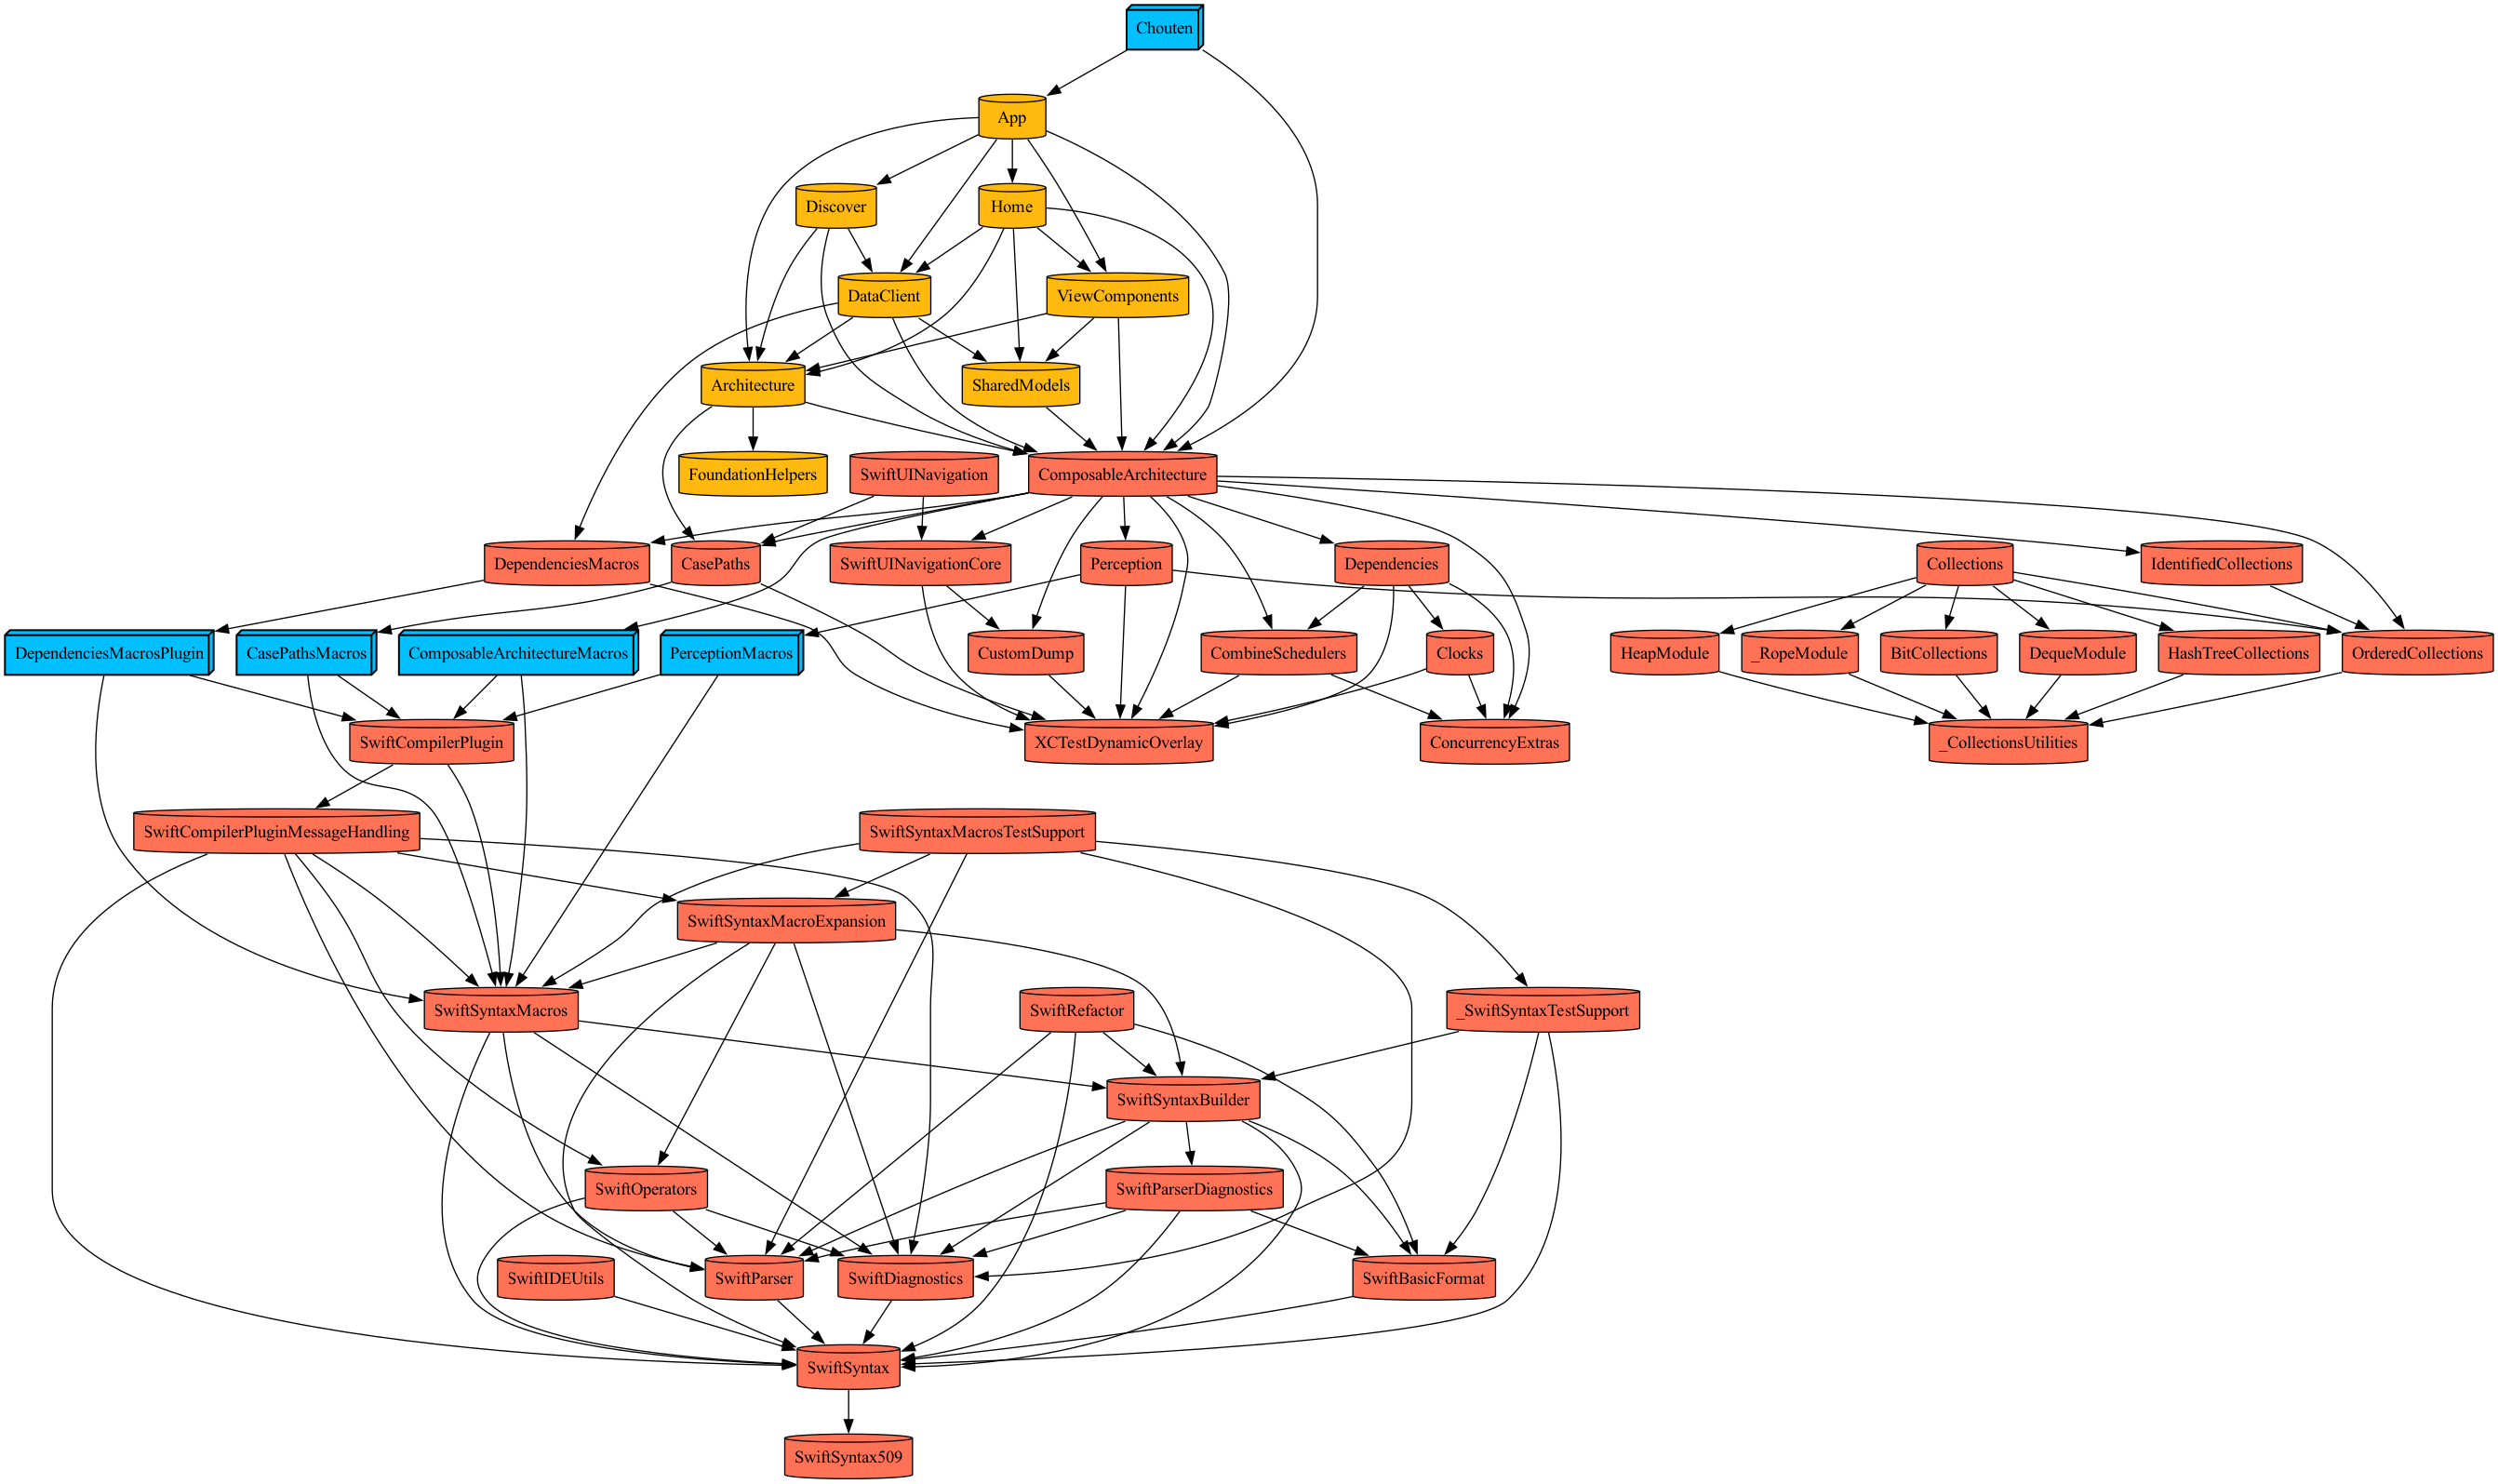 Chouten
App
Discover
Home
DataClient
ViewComponents
Architecture
SharedModels
FoundationHelpers
SwiftUINavigation
ComposableArchitecture
DependenciesMacros
CasePaths
SwiftUINavigationCore
Perception
Dependencies
Collections
IdentifiedCollections
DependenciesMacrosPlugin
CasePathsMacros
ComposableArchitectureMacros
PerceptionMacros
CustomDump
CombineSchedulers
Clocks
HeapModule
_RopeModule
BitCollections
DequeModule
HashTreeCollections
OrderedCollections
SwiftCompilerPlugin
XCTestDynamicOverlay
ConcurrencyExtras
_CollectionsUtilities
SwiftCompilerPluginMessageHandling
SwiftSyntaxMacrosTestSupport
SwiftSyntaxMacroExpansion
SwiftSyntaxMacros
SwiftRefactor
_SwiftSyntaxTestSupport
SwiftSyntaxBuilder
SwiftOperators
SwiftParserDiagnostics
SwiftIDEUtils
SwiftParser
SwiftDiagnostics
SwiftBasicFormat
SwiftSyntax
SwiftSyntax509